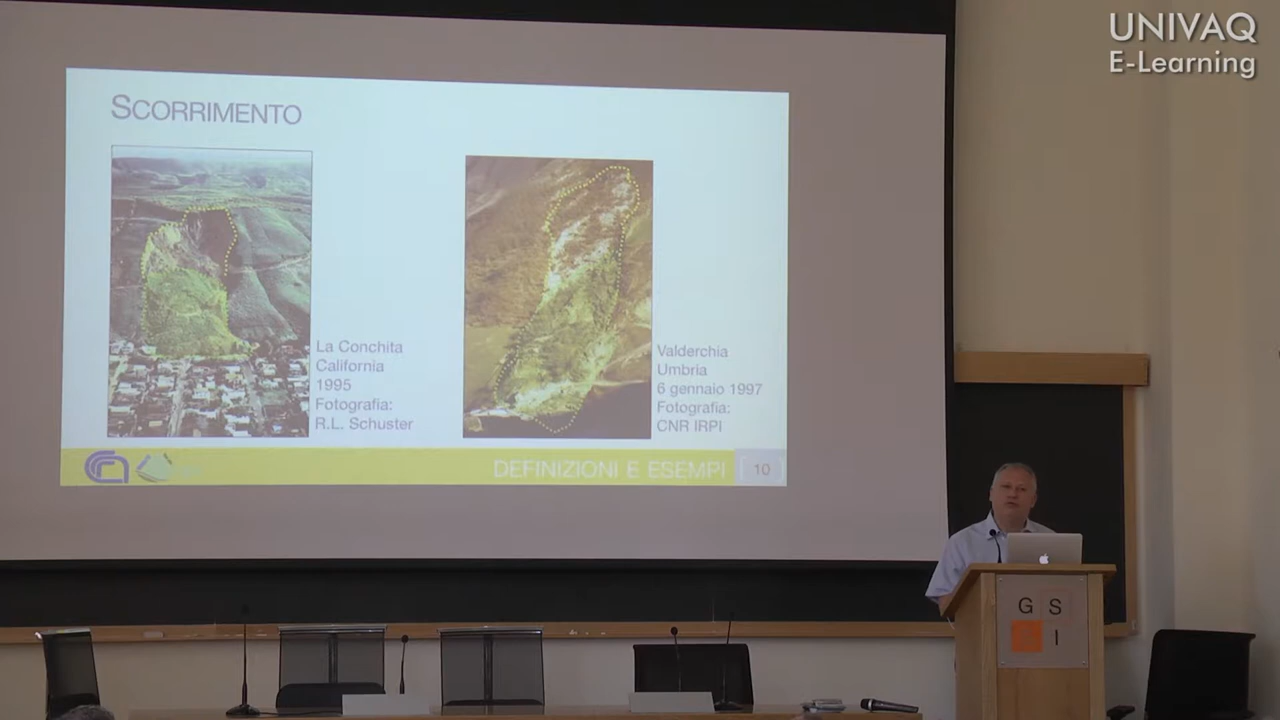 UNIVAQ
E-Learning
SCORRIMENTO
La Conchita
California
1995
Fotografia:
R.L. Schuster
Valderchia
Umbria
6 gennaio 1997
Fotografia:
CNR IRPI
DEFINIZIONI E ESEMPI [ 10 ]
G S
I